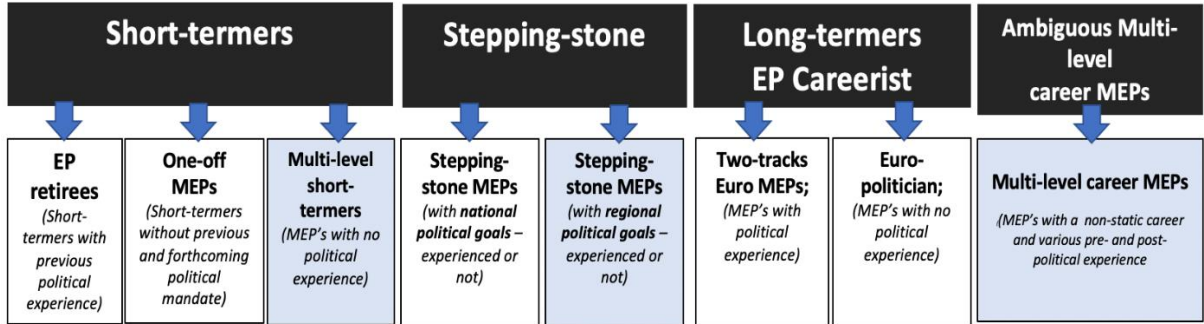 Short-termers
Stepping-stone
Long-termers
EP Careerist
Ambiguous Multi-
level
career MEPs
EP
retirees
(Short-
termers with
previous
political
experience)
One-off
MEPs
(Short-termers
without previous
and forthcoming
political
mandate)
Multi-level
short-
termers
(MEP's with no
political
experience)
Stepping-
stone MEPs
(with national
political goals –
experienced or
not)
Stepping-
stone MEPs
(with regional
political goals –
experienced or
not)
Two-tracks
Euro MEPs;
(MEP's with
political
experience)
Euro-
politician;
(MEP's with no
political
experience)
Multi-level career MEPs
(MEP's with a non-static career
and various pre- and post-
political experience